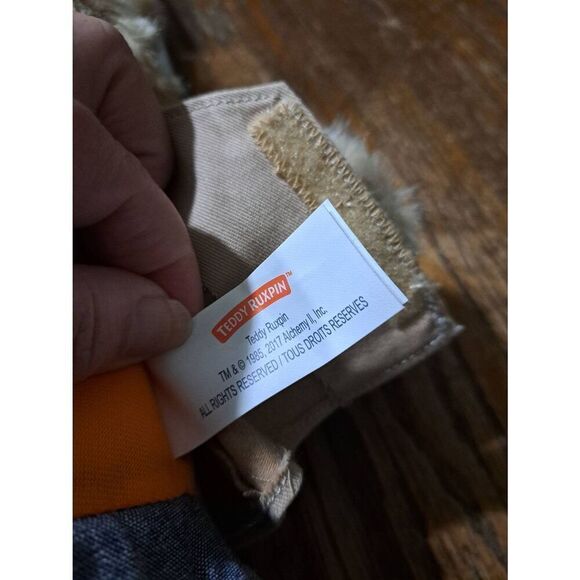 TEDDY RUXPIN™
Teddy Ruxpin
TM & © 1985, 2017 Alchemy II, Inc.
ALL RIGHTS RESERVED / TOUS DROITS RESERVES